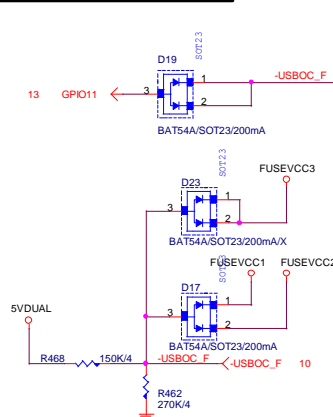 SOT23
D19
1
-USBOC_F
13 GPIO11
3
2
BAT54A/SOT23/200mA
SOT23
FUSEVCC3
D23
1
3
2
BAT54A/SOT23/200mA/X
SOT23
FUSEVCC1
FUSEVCC2
D17
1
5VDUAL
3
2
BAT54A/SOT23/200mA
R468
150K/4
-USBOC_F
-USBOC_F 10
R462
270K/4